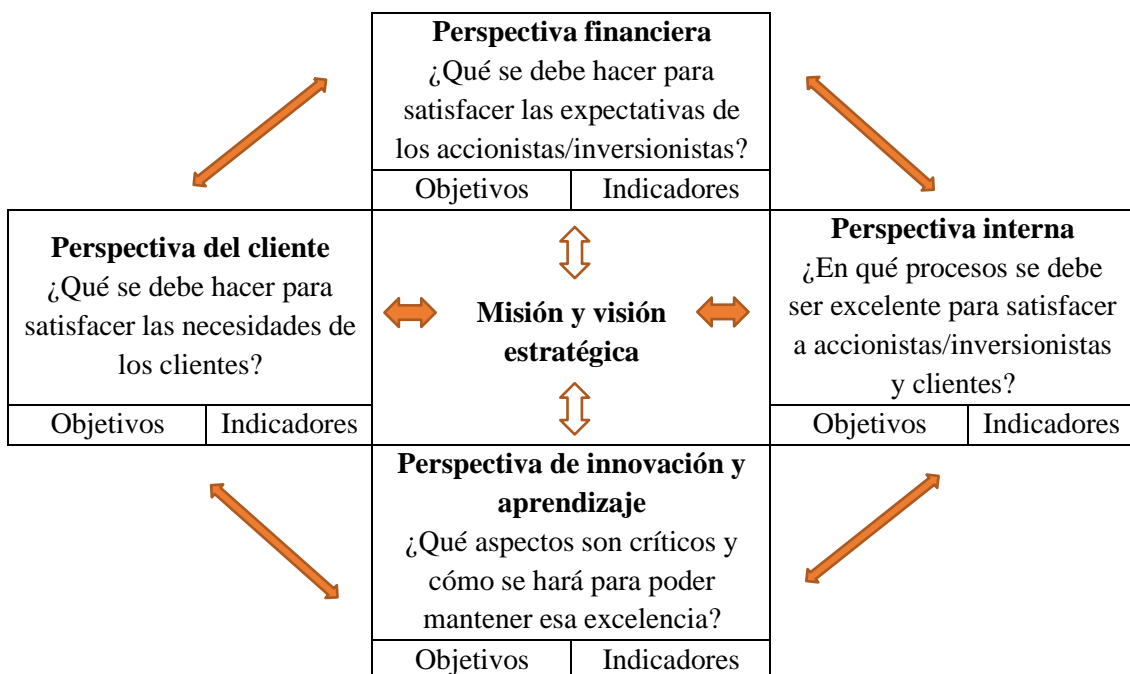 Perspectiva financiera
¿Qué se debe hacer para
satisfacer las expectativas de
los accionistas/inversionistas?
Objetivos Indicadores
Perspectiva del cliente
¿Qué se debe hacer para
satisfacer las necesidades de
los clientes?
Objetivos Indicadores
Misión y visión
estratégica
Perspectiva interna
¿En qué procesos se debe
ser excelente para satisfacer
a accionistas/inversionistas
y clientes?
Objetivos Indicadores
Perspectiva de innovación y
aprendizaje
¿Qué aspectos son críticos y
cómo se hará para poder
mantener esa excelencia?
Objetivos Indicadores